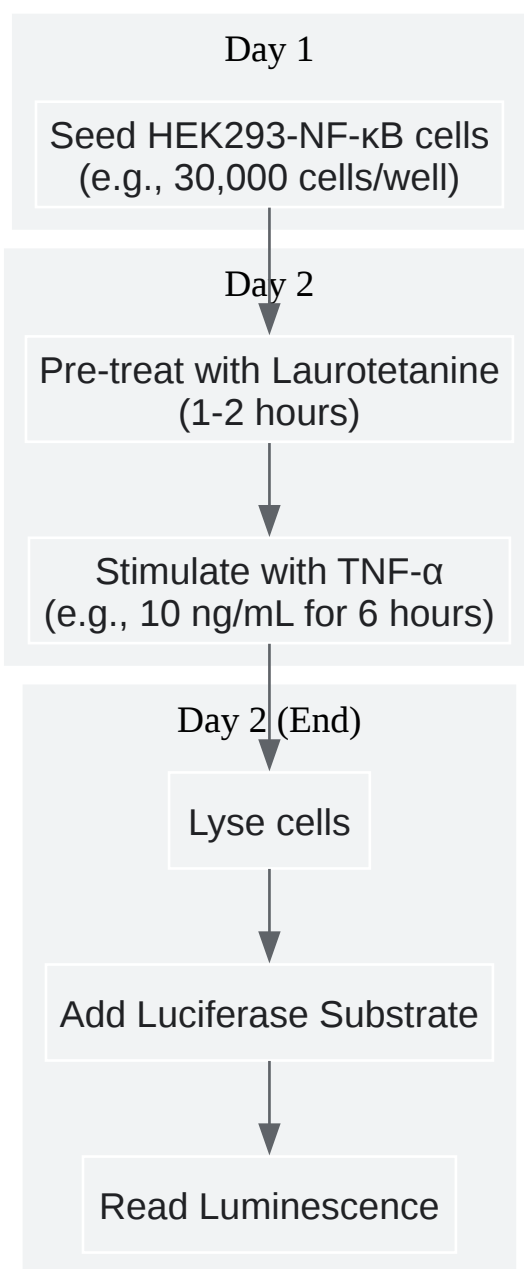 Day 1
Seed HEK293-NF-κB cells
(e.g., 30,000 cells/well)
Day 2
Pre-treat with Laurotetanine
(1-2 hours)
Stimulate with TNF-α
(e.g., 10 ng/mL for 6 hours)
Day 2 (End)
Lyse cells
Add Luciferase Substrate
Read Luminescence